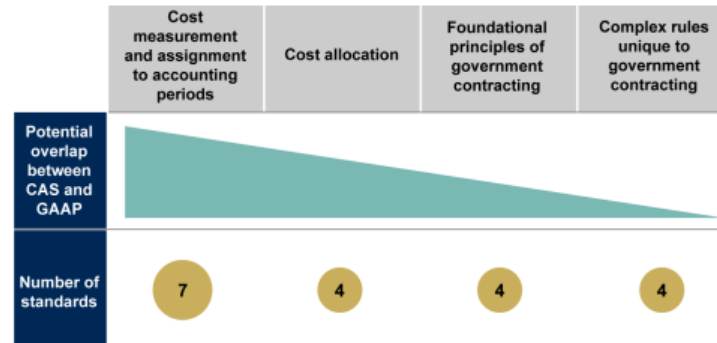 Cost
measurement
and assignment
to accounting
periods
Cost allocation
Foundational
principles of
government
contracting
Complex rules
unique to
government
contracting
Potential
overlap
between
CAS and
GAAP
Number of
standards
7
4
4
4